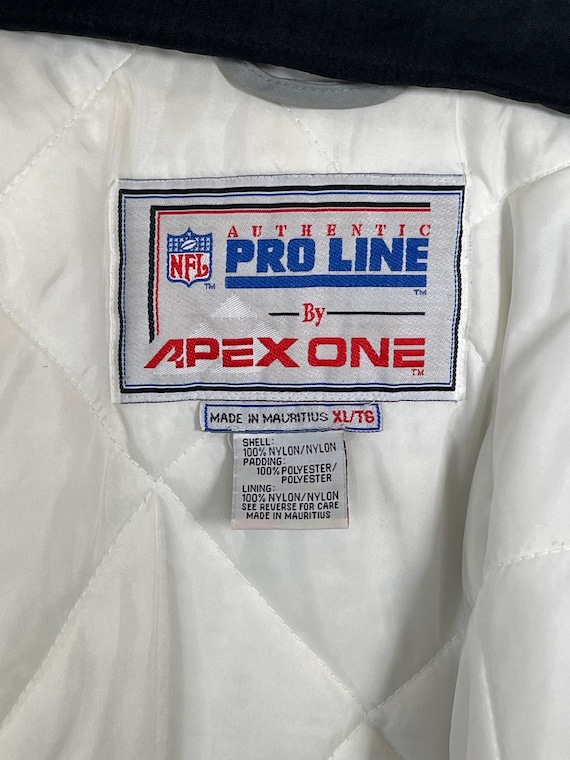 AUTHENTIC
NFL
PRO LINE
TM
TM
By
APEX ONE
TM
MADE IN MAURITIUS XL/TG
SHELL:
100% NYLON/NYLON
PADDING:
100% POLYESTER/
POLYESTER
LINING:
100% NYLON/NYLON
SEE REVERSE FOR CARE
MADE IN MAURITIUS